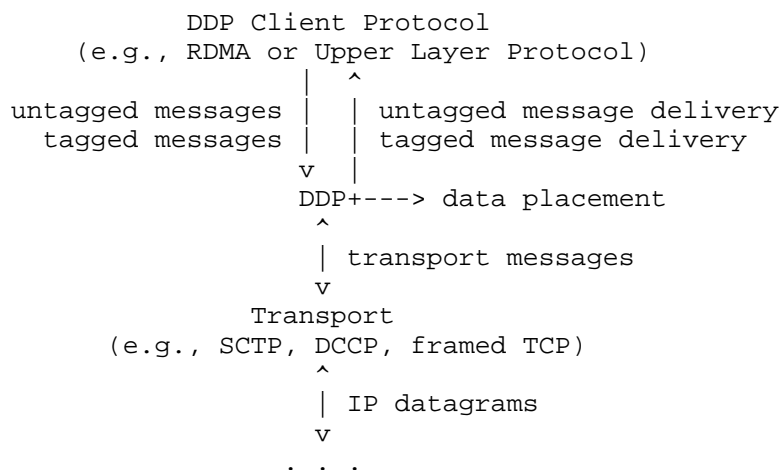 DDP Client Protocol
(e.g., RDMA or Upper Layer Protocol)
| ^
untagged messages | | untagged message delivery
tagged messages | | tagged message delivery
v |
DDP+---> data placement
^
| transport messages
v
Transport
(e.g., SCTP, DCCP, framed TCP)
^
| IP datagrams
v
. . .